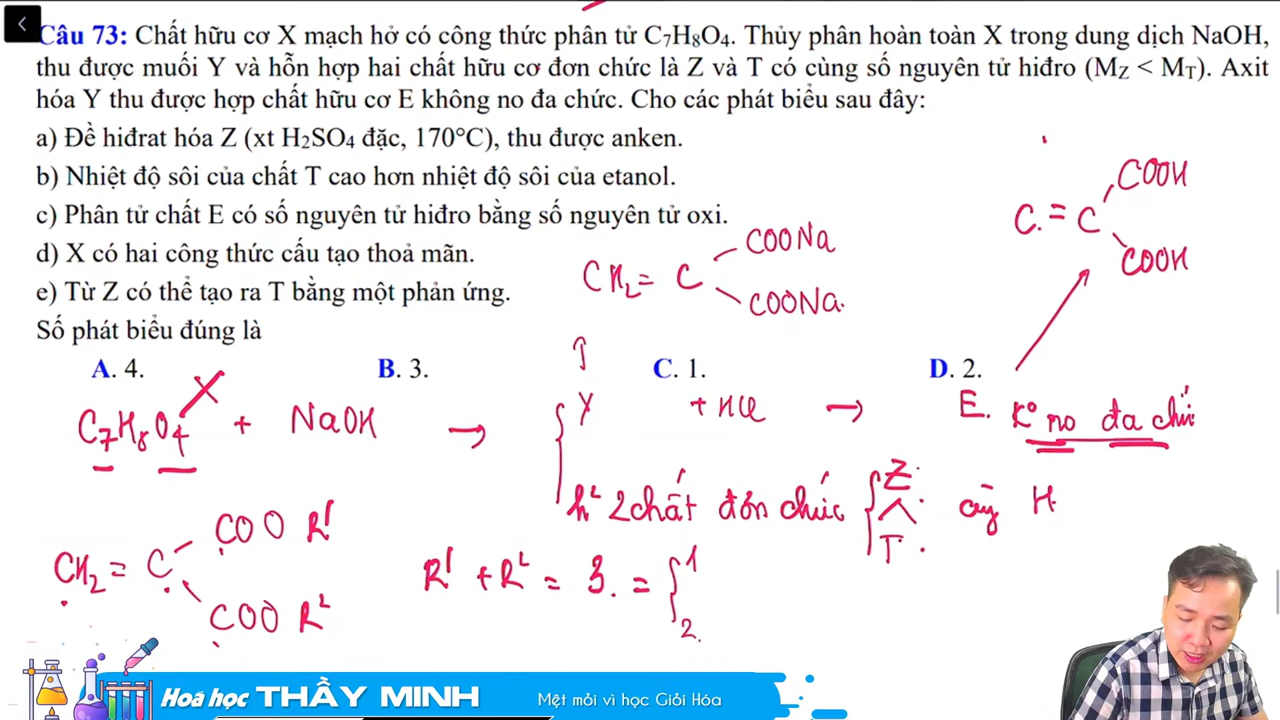 Câu 73: Chất hữu cơ X mạch hở có công thức phân tử C₇H₈O₄. Thủy phân hoàn toàn X trong dung dịch NaOH,
thu được muối Y và hỗn hợp hai chất hữu cơ đơn chức là Z và T có cùng số nguyên tử hiđro (M_Z < M_T). Axit
hóa Y thu được hợp chất hữu cơ E không no đa chức. Cho các phát biểu sau đây:
a) Đề hiđrat hóa Z (xt H₂SO₄ đặc, 170°C), thu được anken.
b) Nhiệt độ sôi của chất T cao hơn nhiệt độ sôi của etanol.
c) Phân tử chất E có số nguyên tử hiđro bằng số nguyên tử oxi.
d) X có hai công thức cấu tạo thoả mãn.
e) Từ Z có thể tạo ra T bằng một phản ứng.
Số phát biểu đúng là
A. 4. B. 3. C. 1. D. 2.
COOH
C = C
COOH
COONa
CH₂ = C
COONa
X
C₇H₈O₄ + NaOH → Y + HCl → E. k° no đa chức
h² 2 chất đơn chức Z T cùg H
COO R¹
CH₂ = C
COO R²
R¹ + R² = 3. = 1
2
Hoá học THẦY MINH
Mệt mỏi vì học Giỏi Hóa